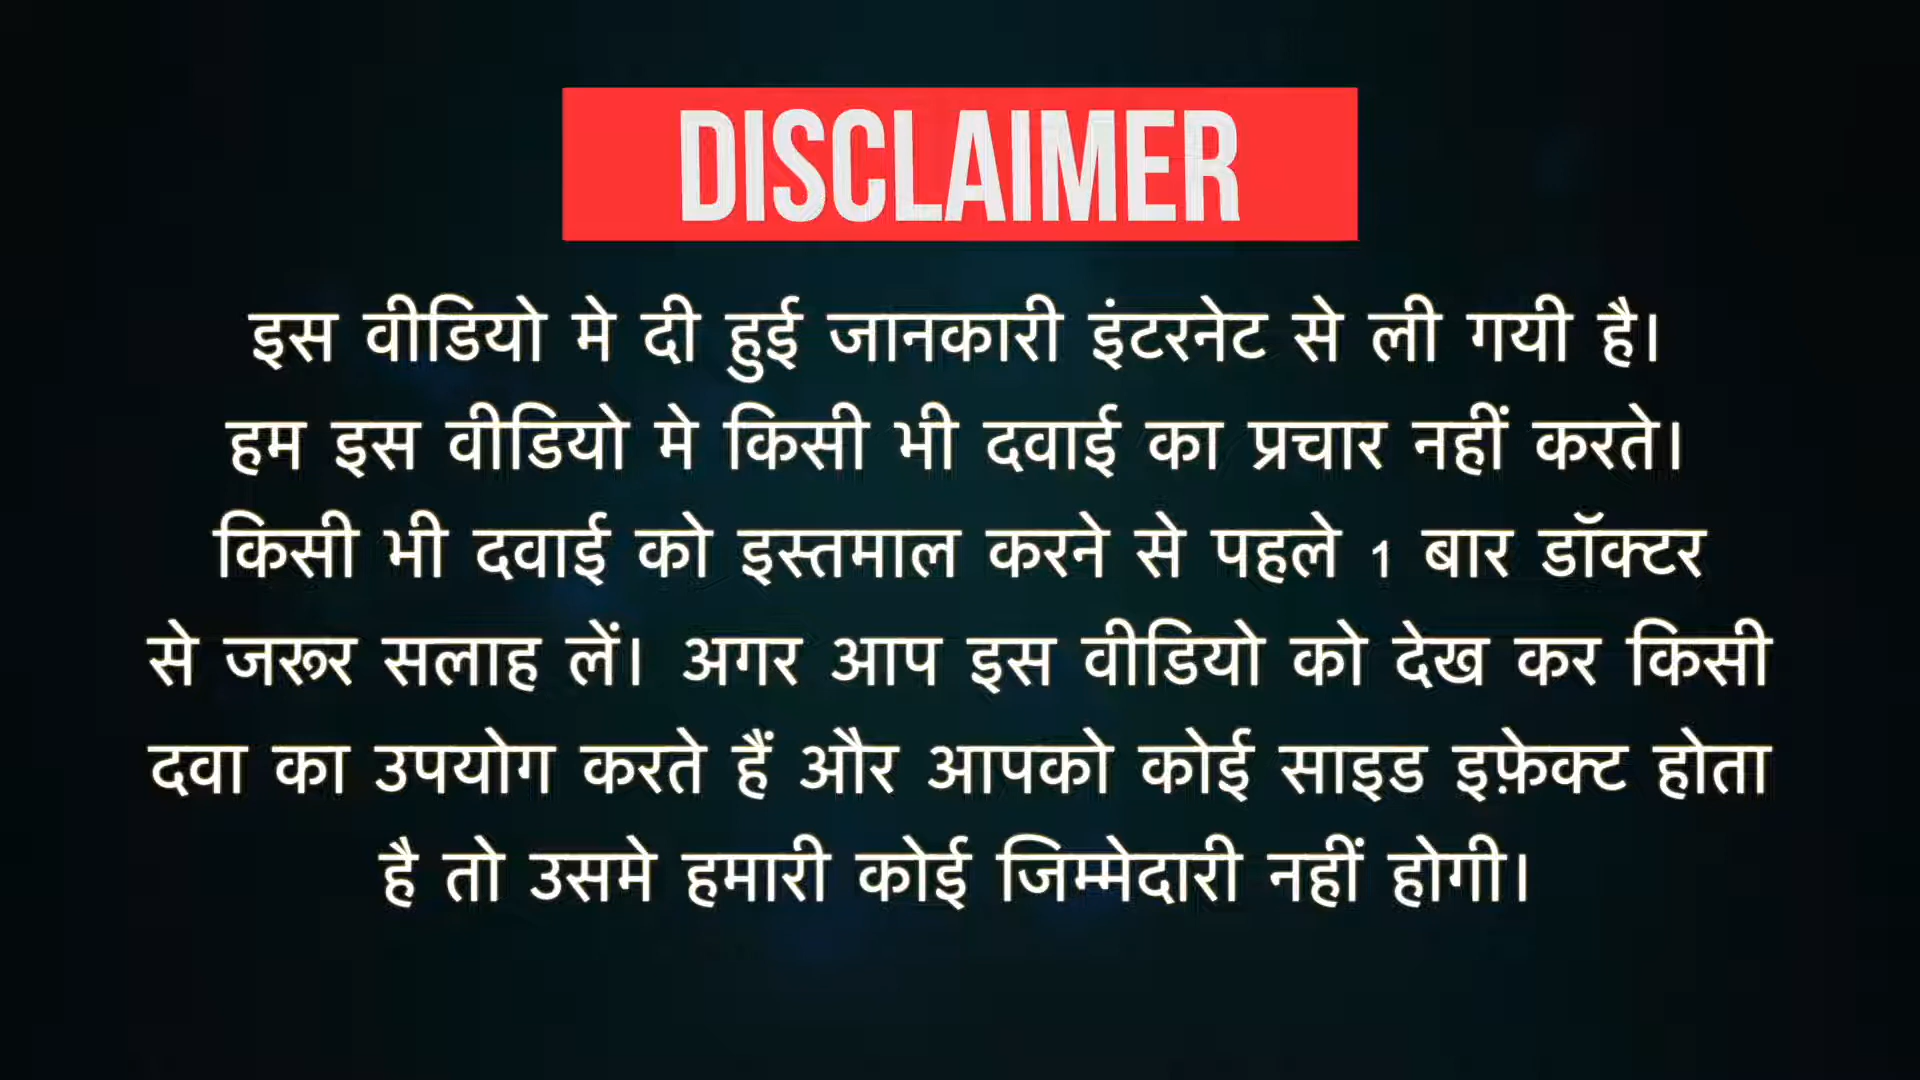 DISCLAIMER
इस वीडियो मे दी हुई जानकारी इंटरनेट से ली गयी है।
हम इस वीडियो मे किसी भी दवाई का प्रचार नहीं करते।
किसी भी दवाई को इस्तमाल करने से पहले 1 बार डॉक्टर
से जरूर सलाह लें। अगर आप इस वीडियो को देख कर किसी
दवा का उपयोग करते हैं और आपको कोई साइड इफ़ेक्ट होता
है तो उसमे हमारी कोई जिम्मेदारी नहीं होगी।